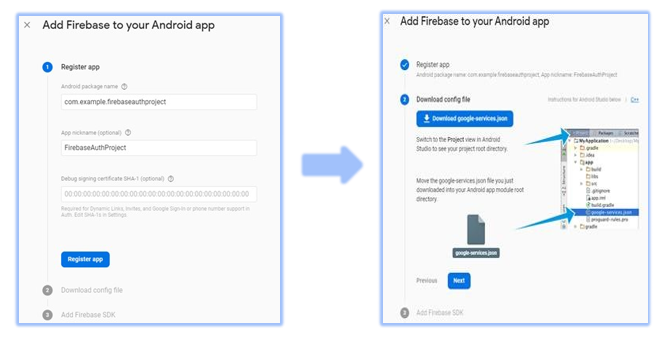 × Add Firebase to your Android app
1 Register app
Android package name
com.example.firebaseauthproject
App nickname (optional)
FirebaseAuthProject
Debug signing certificate SHA-1 (optional)
00:00:00:00:00:00:00:00:00:00:00:00:00:00:00:00:00:00:00:00
Required for Dynamic Links, Invites, and Google Sign-In or phone number support in
Auth. Edit SHA-1s in Settings.
Register app
2 Download config file
3 Add Firebase SDK
× Add Firebase to your Android app
Register app
Android package name: com.example.firebaseauthproject, App nickname: FirebaseAuthProject
2 Download config file
Instructions for Android Studio below | C++
Download google-services.json
Switch to the Project view in Android
Studio to see your project root directory.
Move the google-services.json file you just
downloaded into your Android app module root
directory.
google-services.json
Project Packages Scratches
MyApplication
.gradle
.idea
app
build
libs
src
.gitignore
app.iml
build.gradle
google-services.json
proguard-rules.pro
gradle
Previous
Next
3 Add Firebase SDK